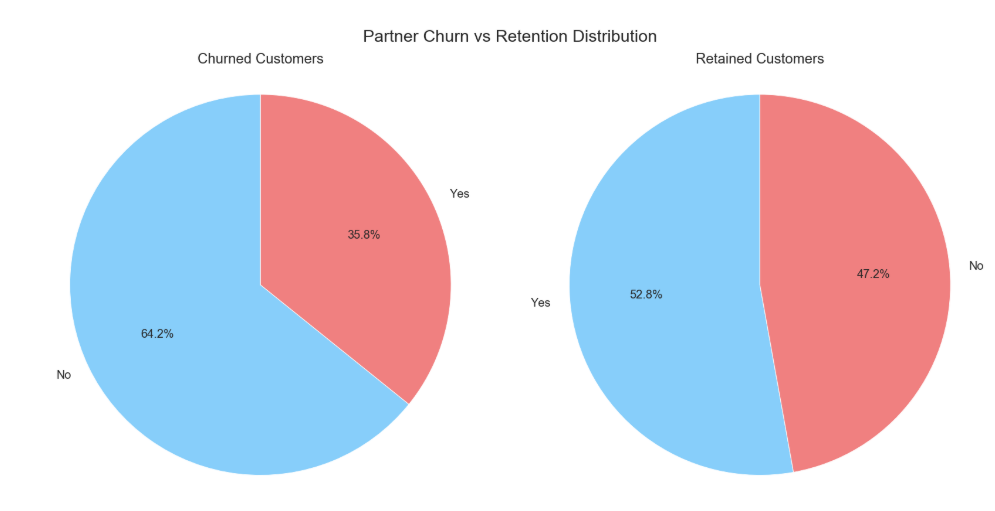 Partner Churn vs Retention Distribution
Churned Customers
Yes
35.8%
64.2%
No
Retained Customers
No
47.2%
52.8%
Yes